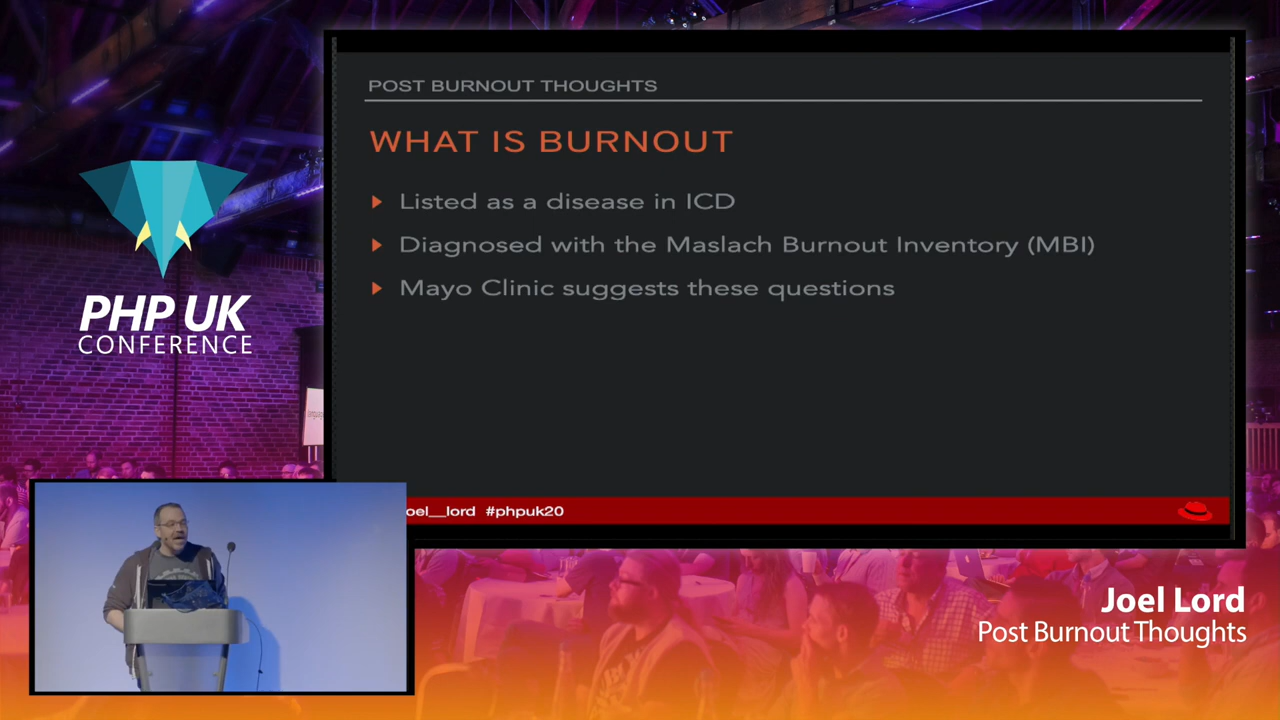 POST BURNOUT THOUGHTS
WHAT IS BURNOUT
Listed as a disease in ICD
Diagnosed with the Maslach Burnout Inventory (MBI)
Mayo Clinic suggests these questions
oel__lord #phpuk20
PHP UK
CONFERENCE
Joel Lord
Post Burnout Thoughts